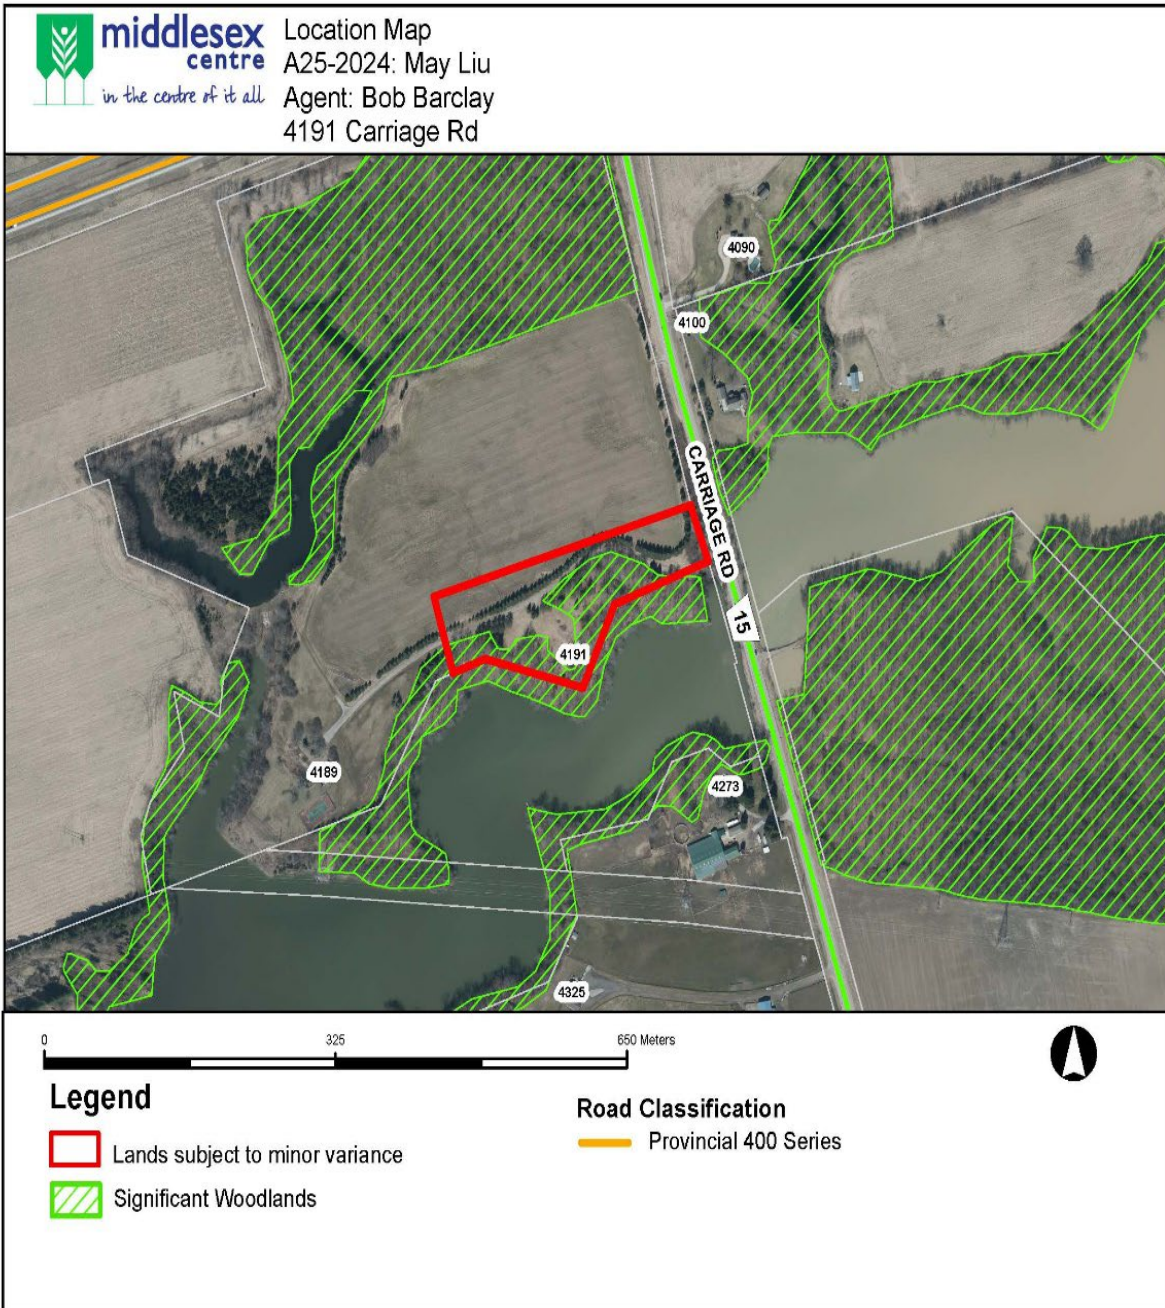 middlesex
centre
in the centre of it all
Location Map
A25-2024: May Liu
Agent: Bob Barclay
4191 Carriage Rd
4090
4100
CARRIAGE RD
15
4191
4189
4273
4325
0 325 650 Meters
Legend
Lands subject to minor variance
Significant Woodlands
Road Classification
Provincial 400 Series